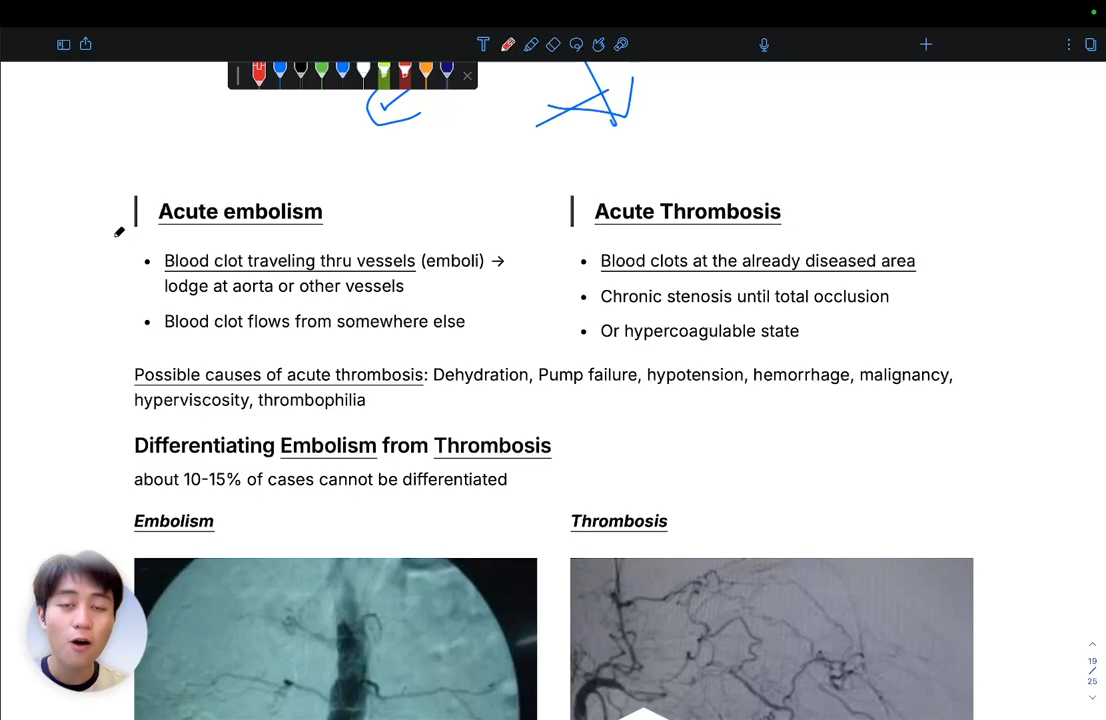 Acute embolism
Blood clot traveling thru vessels (emboli) →
lodge at aorta or other vessels
Blood clot flows from somewhere else
Acute Thrombosis
Blood clots at the already diseased area
Chronic stenosis until total occlusion
Or hypercoagulable state
Possible causes of acute thrombosis: Dehydration, Pump failure, hypotension, hemorrhage, malignancy,
hyperviscosity, thrombophilia
Differentiating Embolism from Thrombosis
about 10-15% of cases cannot be differentiated
Embolism
Thrombosis
19
/
25